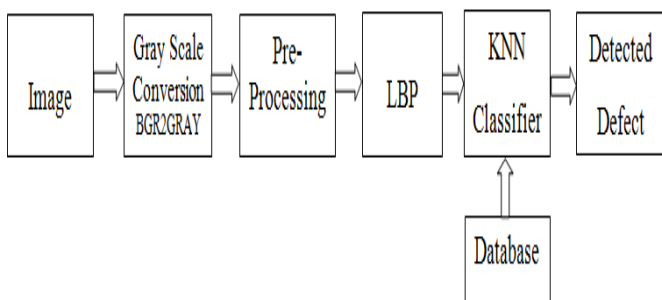 Image
Gray Scale
Conversion
BGR2GRAY
Pre-
Processing
LBP
KNN
Classifier
Detected
Defect
Database